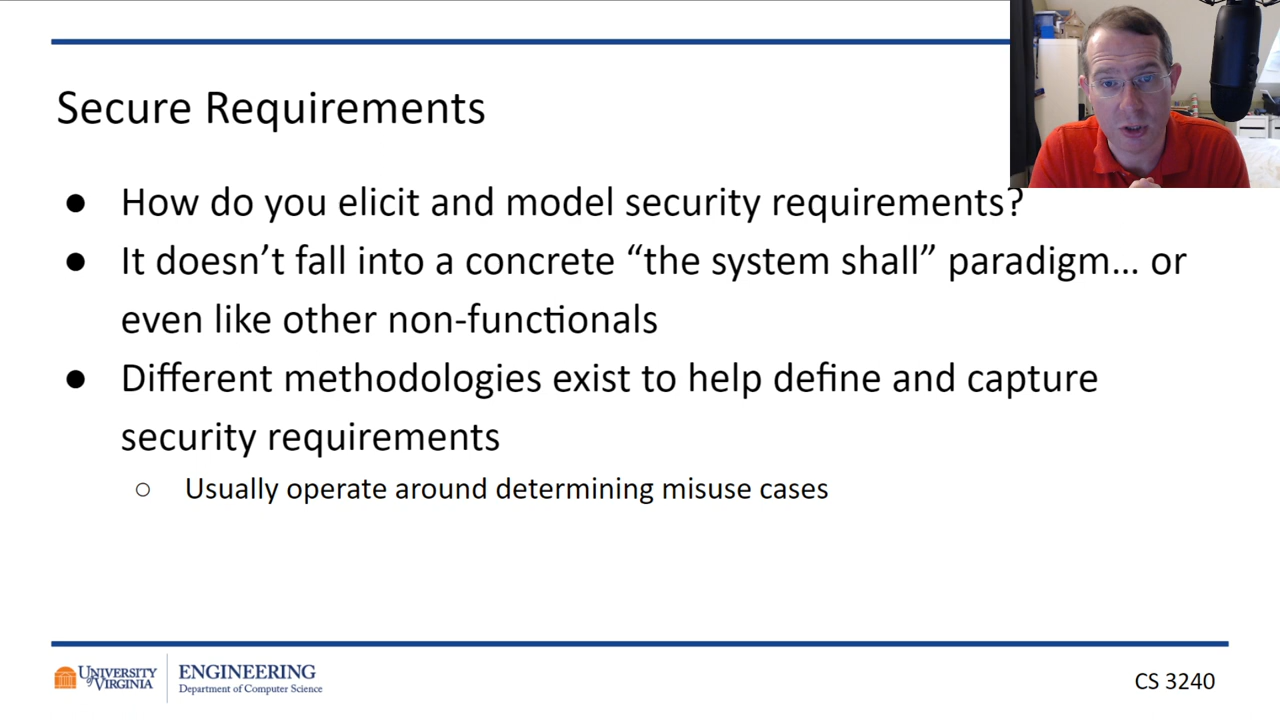 Secure Requirements
● How do you elicit and model security requirements?
● It doesn’t fall into a concrete “the system shall” paradigm... or
even like other non-functionals
● Different methodologies exist to help define and capture
security requirements
○ Usually operate around determining misuse cases
UNIVERSITY of VIRGINIA
ENGINEERING
Department of Computer Science
CS 3240